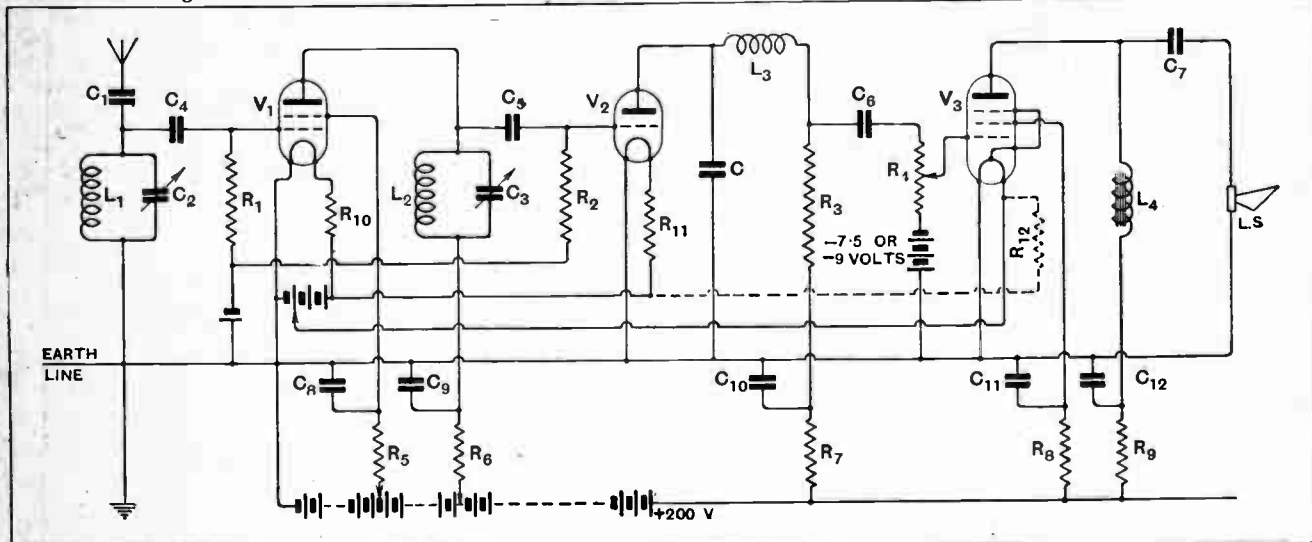 C1
C4
V1
C5
V2
L3
C6
V3
C7
L1
C2
R1
R10
L2
C3
R2
R11
C
R3
R1
-7·5 OR
-9 VOLTS
R12
L4
L.S
EARTH
LINE
C8
C9
C10
C11
C12
R5
R6
R7
R8
R9
+200 V